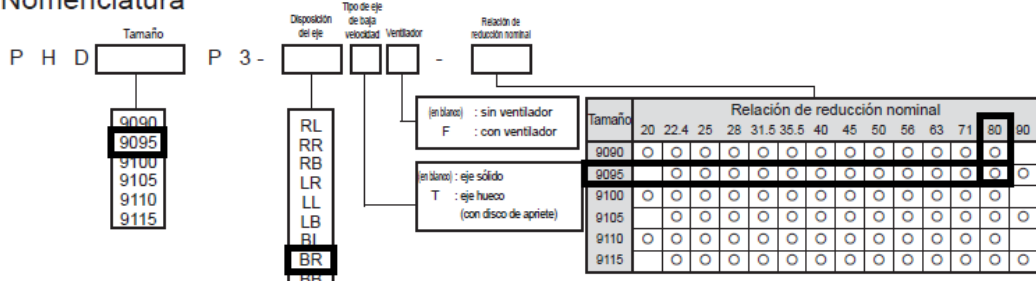 Nomenclatura
Tamaño
Disposición del eje
Tipo de eje de baja velocidad
Ventilador
Relación de reducción nominal
P H D P 3 - -
9090
9095
9100
9105
9110
9115
RL
RR
RB
LR
LL
LB
BL
BR
BB
(en blanco) : sin ventilador
F : con ventilador
(en blanco) : eje sólido
T : eje hueco
(con disco de apriete)
Tamaño Relación de reducción nominal
20 22.4 25 28 31.5 35.5 40 45 50 56 63 71 80 90
9090 O O O O O O O O O O O O O
9095 O O O O O O O O O O O O O
9100 O O O O O O O O O O O O O
9105 O O O O O O O O O O O O O
9110 O O O O O O O O O O O O O
9115 O O O O O O O O O O O O O